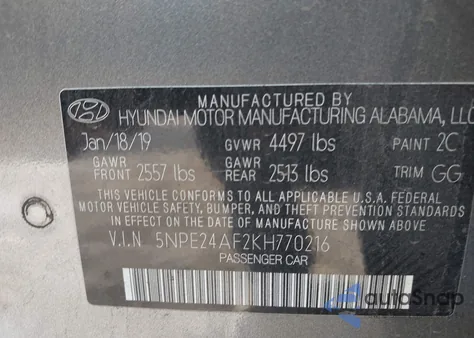 MANUFACTURED BY
HYUNDAI MOTOR MANUFACTURING ALABAMA, LLC
Jan/18/19 GVWR 4497 lbs PAINT 2C
GAWR GAWR
FRONT 2557 lbs REAR 2513 lbs TRIM GG
THIS VEHICLE CONFORMS TO ALL APPLICABLE U.S.A. FEDERAL
MOTOR VEHICLE SAFETY, BUMPER, AND THEFT PREVENTION
STANDARDS IN EFFECT ON THE DATE OF MANUFACTURE SHOWN ABOVE.
V.I.N 5NPE24AF2KH770216
PASSENGER CAR
autoSnap